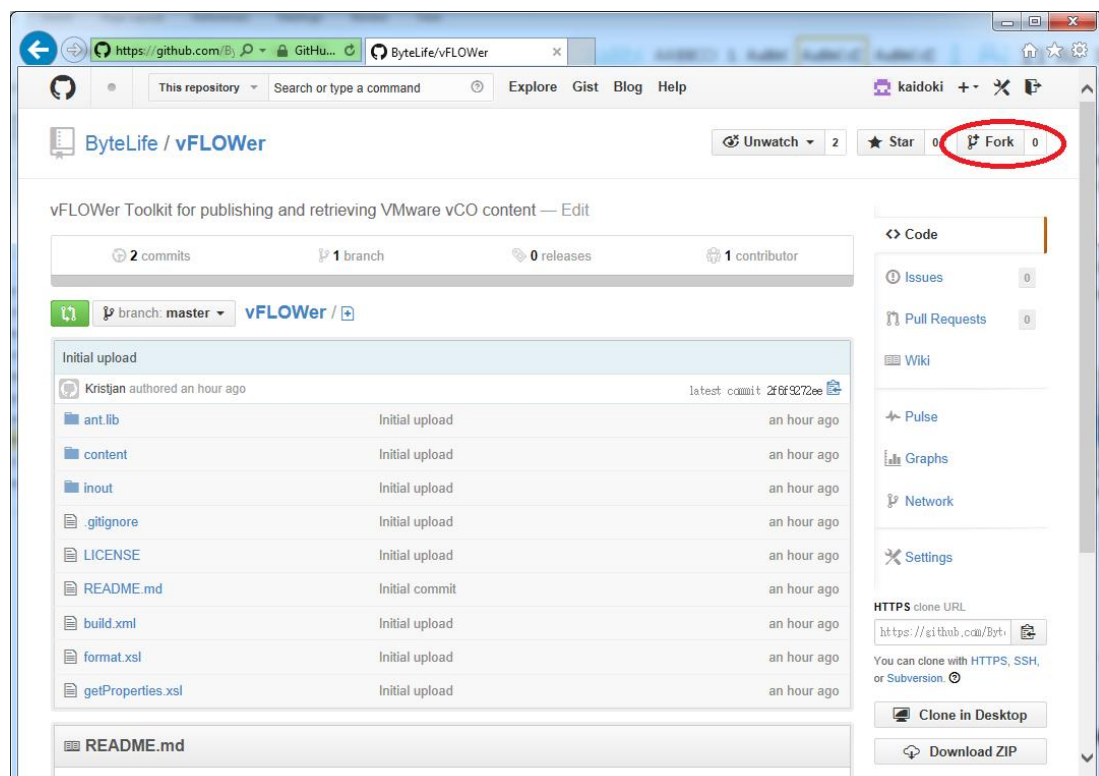 https://github.com/By GitHu... ByteLife/vFLOWer
This repository Search or type a command Explore Gist Blog Help kaidoki
ByteLife / vFLOWer Unwatch 2 Star 0 Fork 0
vFLOWer Toolkit for publishing and retrieving VMware vCO content — Edit
2 commits 1 branch 0 releases 1 contributor
branch: master vFLOWer /
Initial upload
Kristjan authored an hour ago latest commit 2f6f9272ee
ant.lib Initial upload an hour ago
content Initial upload an hour ago
inout Initial upload an hour ago
.gitignore Initial upload an hour ago
LICENSE Initial upload an hour ago
README.md Initial commit an hour ago
build.xml Initial upload an hour ago
format.xsl Initial upload an hour ago
getProperties.xsl Initial upload an hour ago
README.md
Code
Issues 0
Pull Requests 0
Wiki
Pulse
Graphs
Network
Settings
HTTPS clone URL
https://github.com/Byt
You can clone with HTTPS, SSH,
or Subversion.
Clone in Desktop
Download ZIP